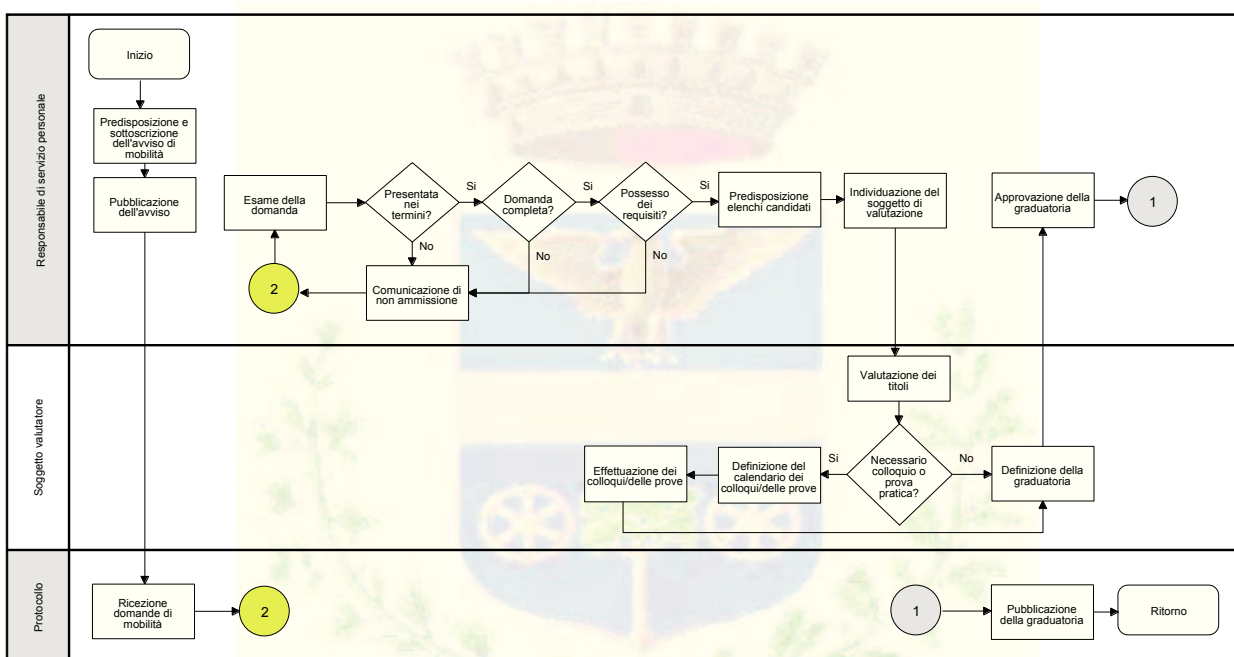 Responsabile di servizio personale
Inizio
Predisposizione e
sottoscrizione
dell'avviso di
mobilità
Pubblicazione
dell'avviso
Esame della
domanda
Presentata
nei
termini?
Si
No
Domanda
completa?
Si
No
Possesso
dei
requisiti?
Si
No
Predisposizione
elenchi candidati
Individuazione del
soggetto di
valutazione
Approvazione della
graduatoria
1
2
Comunicazione di
non ammissione
Soggetto valutatore
Valutazione dei
titoli
Necessario
colloquio o
prova
pratica?
Si
No
Definizione del
calendario dei
colloqui/delle prove
Effettuazione dei
colloqui/delle prove
Definizione della
graduatoria
Protocollo
Ricezione
domande di
mobilità
2
1
Pubblicazione
della graduatoria
Ritorno